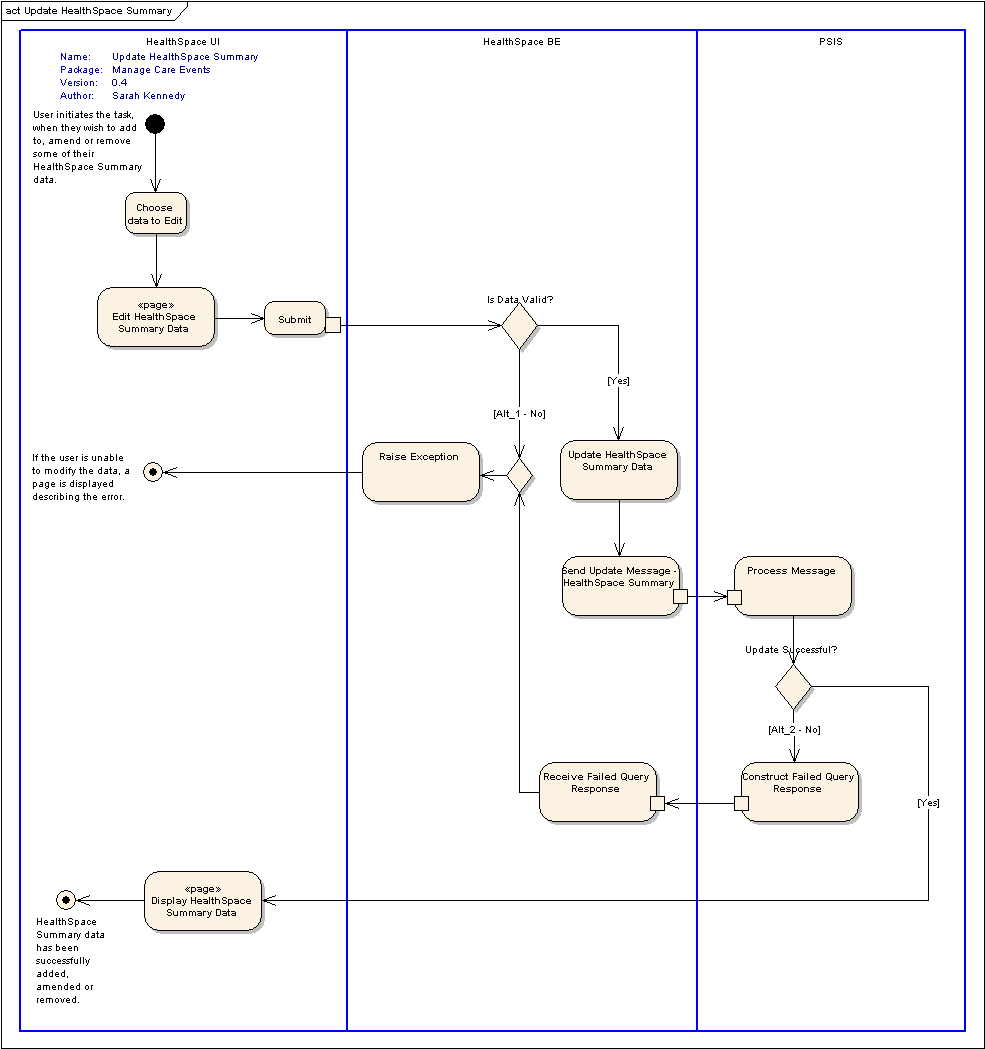 act Update HealthSpace Summary
HealthSpace UI
HealthSpace BE
PSIS
Name: Update HealthSpace Summary
Package: Manage Care Events
Version: 0.4
Author: Sarah Kennedy
User initiates the task,
when they wish to add
to, amend or remove
some of their
HealthSpace Summary
data.
Choose
data to Edit
«page»
Edit HealthSpace
Summary Data
Submit
Is Data Valid?
[Yes]
[Alt_1 - No]
If the user is unable
to modify the data, a
page is displayed
describing the error.
Raise Exception
Update HealthSpace
Summary Data
Send Update Message -
HealthSpace Summary
Process Message
Update Successful?
[Alt_2 - No]
Receive Failed Query
Response
Construct Failed Query
Response
[Yes]
«page»
Display HealthSpace
Summary Data
HealthSpace
Summary data
has been
successfully
added,
amended or
removed.